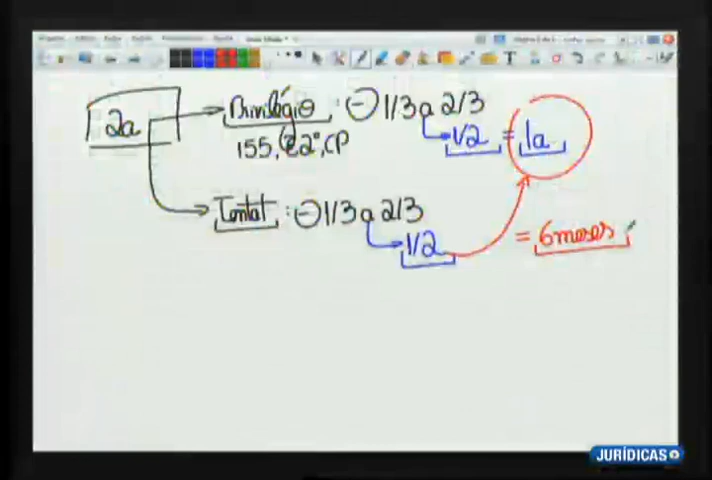 Privilégio : - 1/3 a 2/3
2a
1/2 = 1a
155, § 2º, CP
Tentat : - 1/3 a 2/3
1/2
= 6 meses
JURÍDICAS